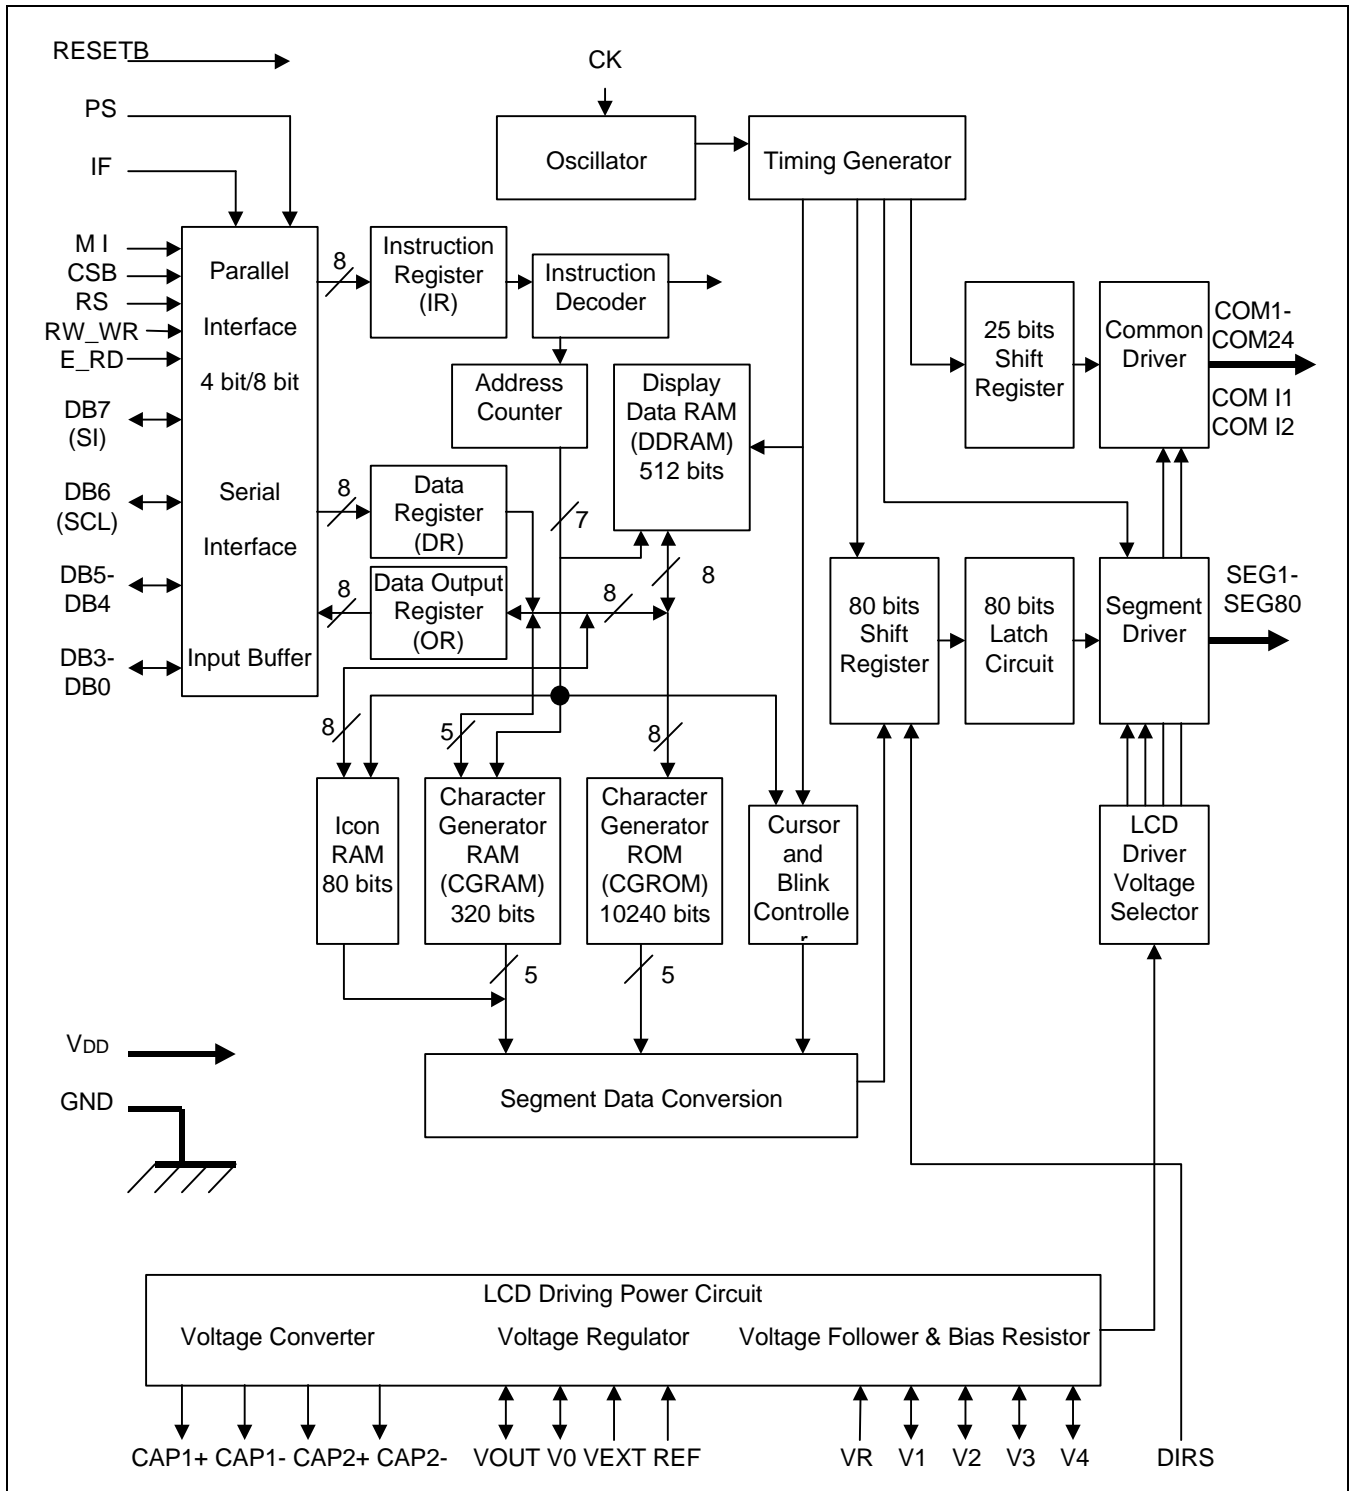 RESETB
CK
PS
Oscillator
Timing Generator
IF
M I
CSB
RS
RW_WR
E_RD
DB7
(SI)
DB6
(SCL)
DB5-
DB4
DB3-
DB0
Parallel
Interface
4 bit/8 bit
Serial
Interface
Input Buffer
8
Instruction
Register
(IR)
Instruction
Decoder
Address
Counter
Display
Data RAM
(DDRAM)
512 bits
25 bits
Shift
Register
Common
Driver
COM1-
COM24
COM I1
COM I2
8
Data
Register
(DR)
7
8
Data Output
Register
(OR)
8
8
80 bits
Shift
Register
80 bits
Latch
Circuit
Segment
Driver
SEG1-
SEG80
8
5
8
Icon
RAM
80 bits
Character
Generator
RAM
(CGRAM)
320 bits
Character
Generator
ROM
(CGROM)
10240 bits
Cursor
and
Blink
Controlle
r
LCD
Driver
Voltage
Selector
5
5
VDD
GND
Segment Data Conversion
LCD Driving Power Circuit
Voltage Converter
Voltage Regulator
Voltage Follower & Bias Resistor
CAP1+ CAP1- CAP2+ CAP2-
VOUT V0 VEXT REF
VR V1 V2 V3 V4
DIRS